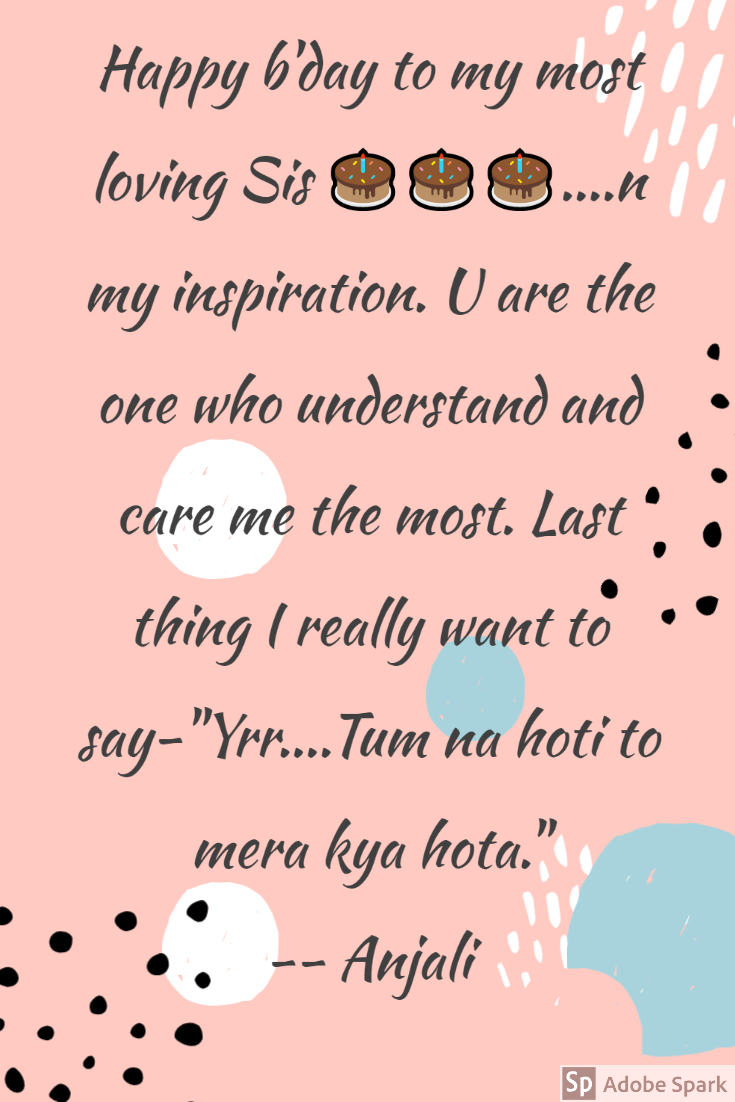 Happy b'day to my most
loving Sis 🎂🎂🎂....n
my inspiration. U are the
one who understand and
care me the most. Last
thing I really want to
say-"Yrr....Tum na hoti to
mera kya hota."
-- Anjali
Sp Adobe Spark